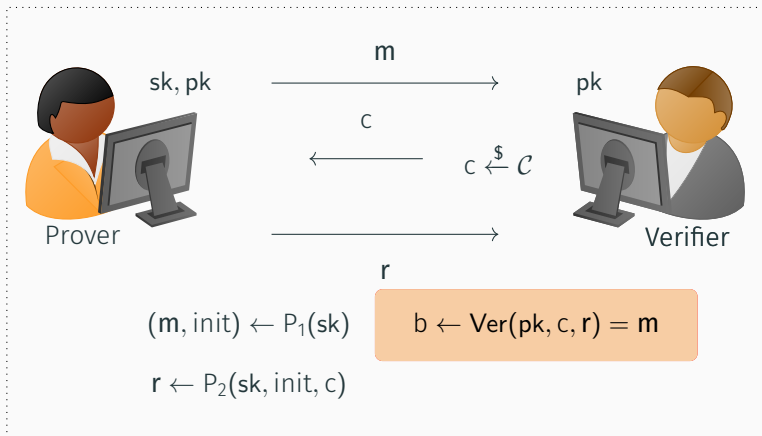 m
sk, pk
pk
c
c $← 𝒞
Prover
Verifier
r
(m, init) ← P₁(sk)
b ← Ver(pk, c, r) = m
r ← P₂(sk, init, c)